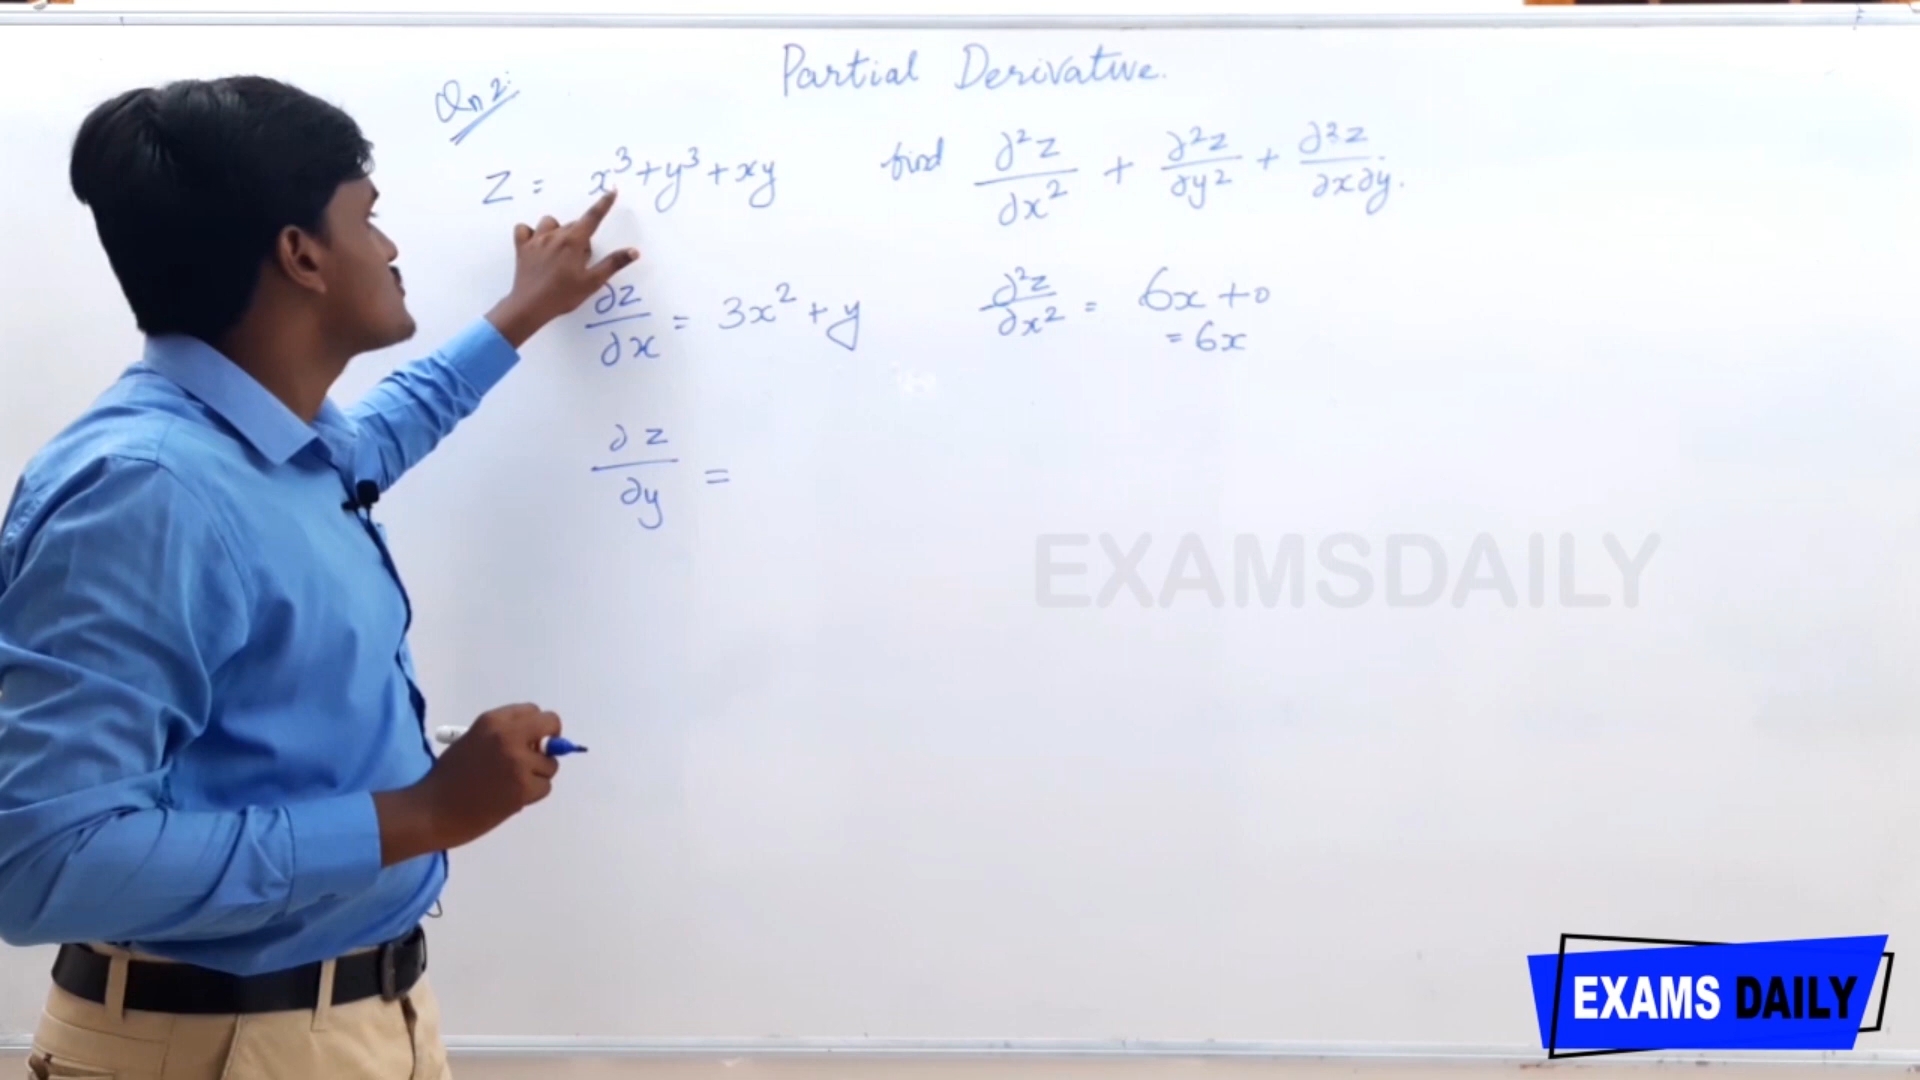 Partial Derivative.
Qn 2:
Z = x³ + y³ + xy find ∂²z/∂x² + ∂²z/∂y² + ∂²z/∂x∂y.
∂z/∂x = 3x² + y ∂²z/∂x² = 6x + 0
= 6x
∂z/∂y =
EXAMSDAILY
EXAMS DAILY